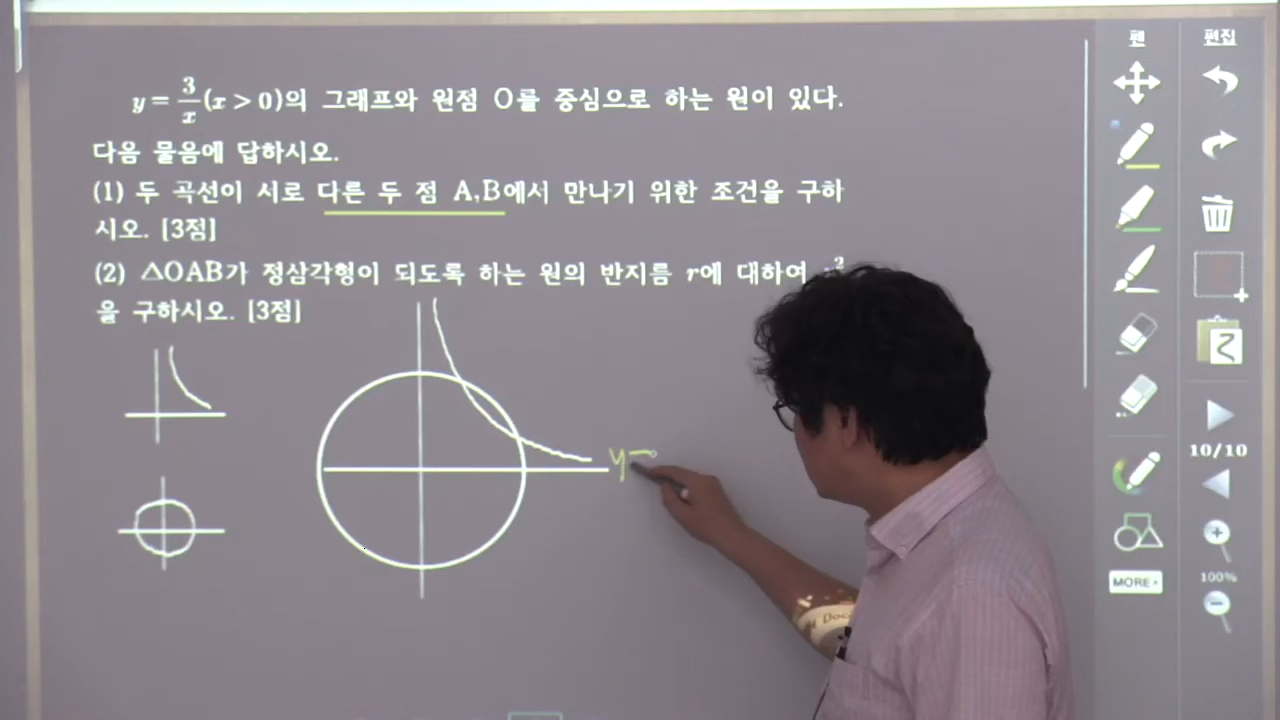 펜 편집
y = 3/x (x > 0)의 그래프와 원점 O를 중심으로 하는 원이 있다.
다음 물음에 답하시오.
(1) 두 곡선이 서로 다른 두 점 A,B에서 만나기 위한 조건을 구하
시오. [3점]
(2) △OAB가 정삼각형이 되도록 하는 원의 반지름 r에 대하여 2
을 구하시오. [3점]
y=
10/10
100%
MORE